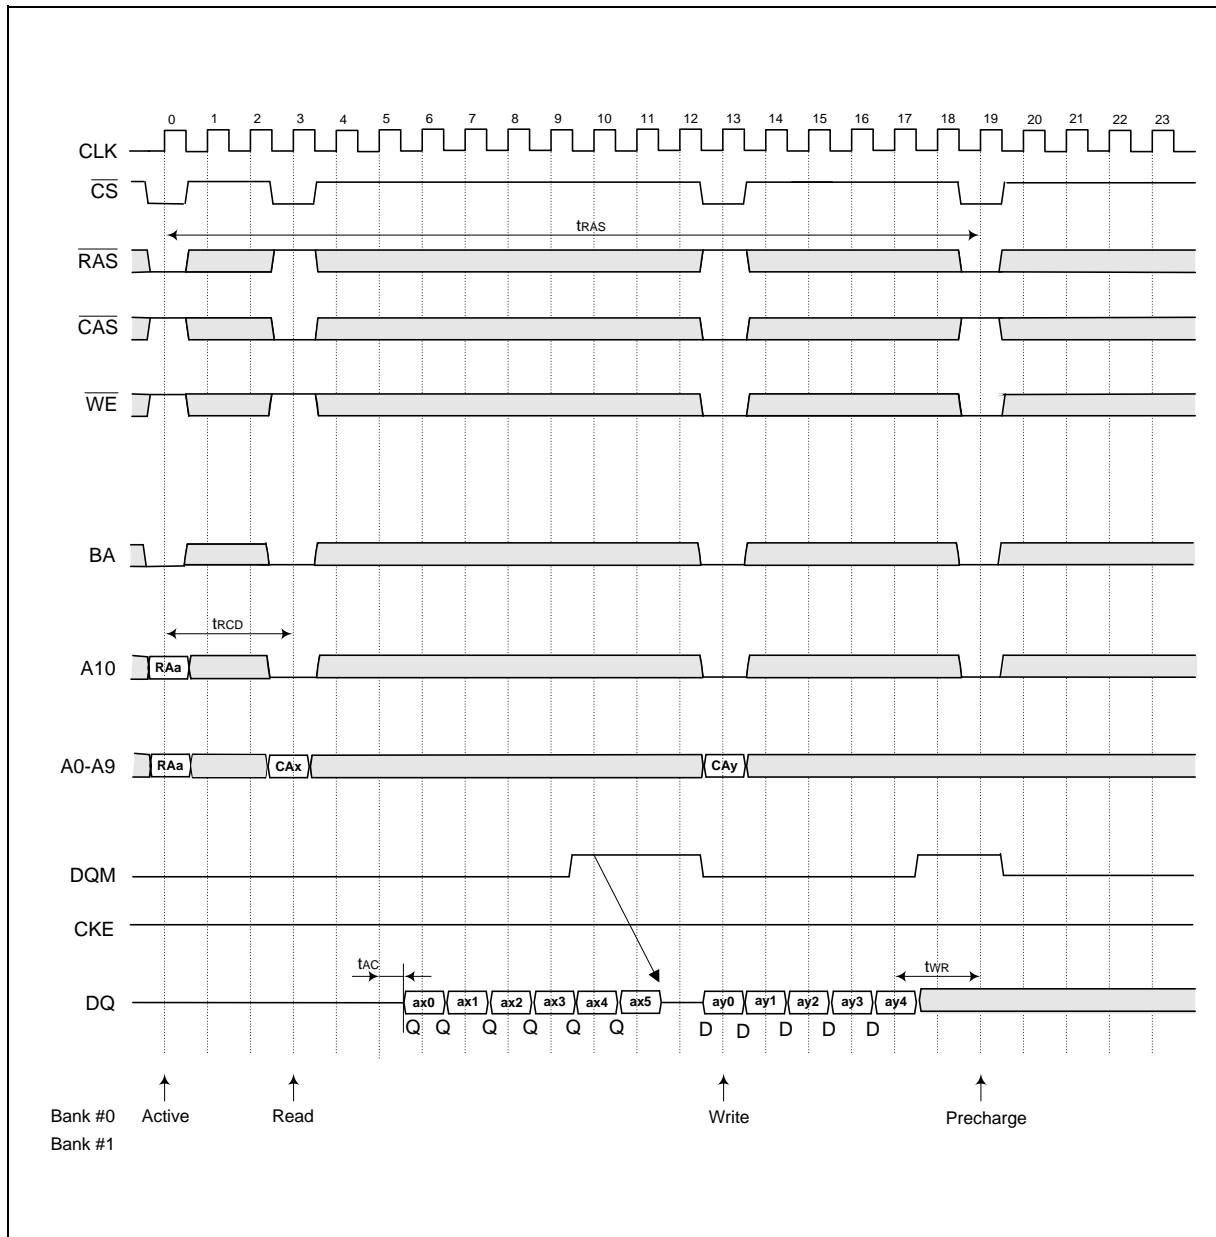 0 1 2 3 4 5 6 7 8 9 10 11 12 13 14 15 16 17 18 19 20 21 22 23
CLK
CS
tRAS
RAS
CAS
WE
BA
tRCD
A10 RAa
A0-A9 RAa CAx CAy
DQM
CKE
tAC tWR
DQ ax0 ax1 ax2 ax3 ax4 ax5 ay0 ay1 ay2 ay3 ay4
Q Q Q Q Q Q D D D D D
Bank #0 Active Read Write Precharge
Bank #1